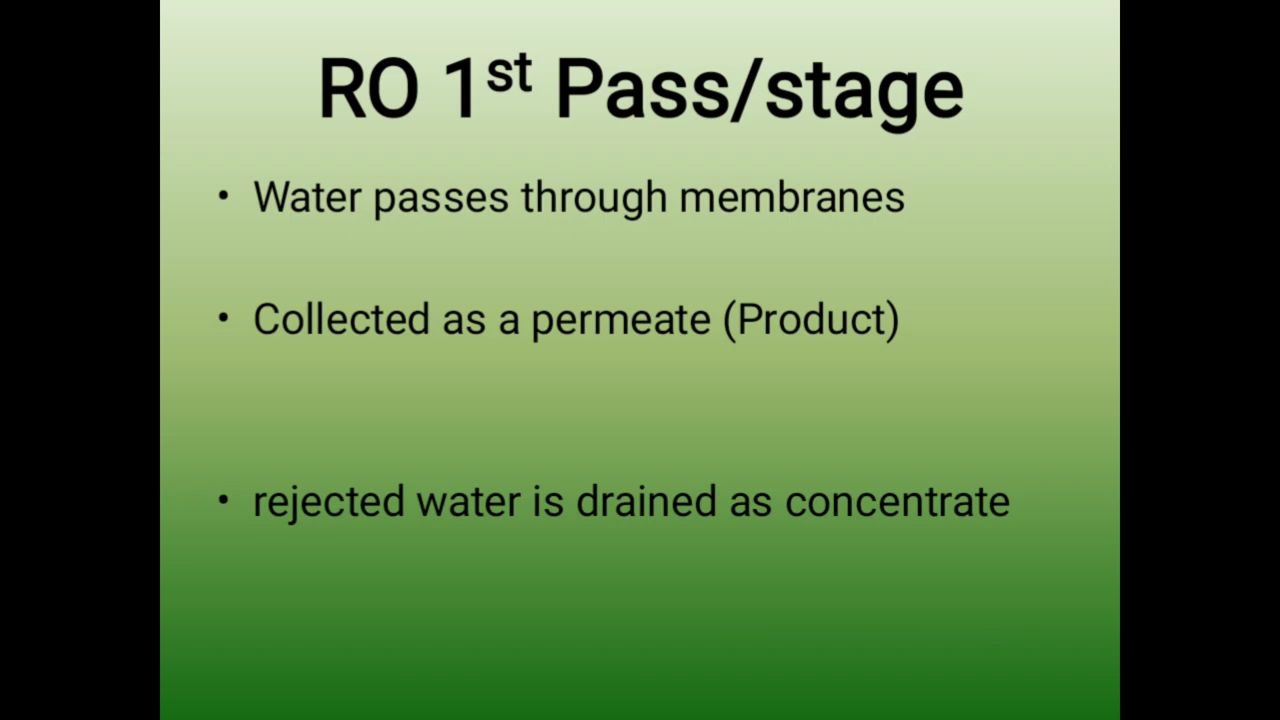 RO 1st Pass/stage
• Water passes through membranes
• Collected as a permeate (Product)
• rejected water is drained as concentrate